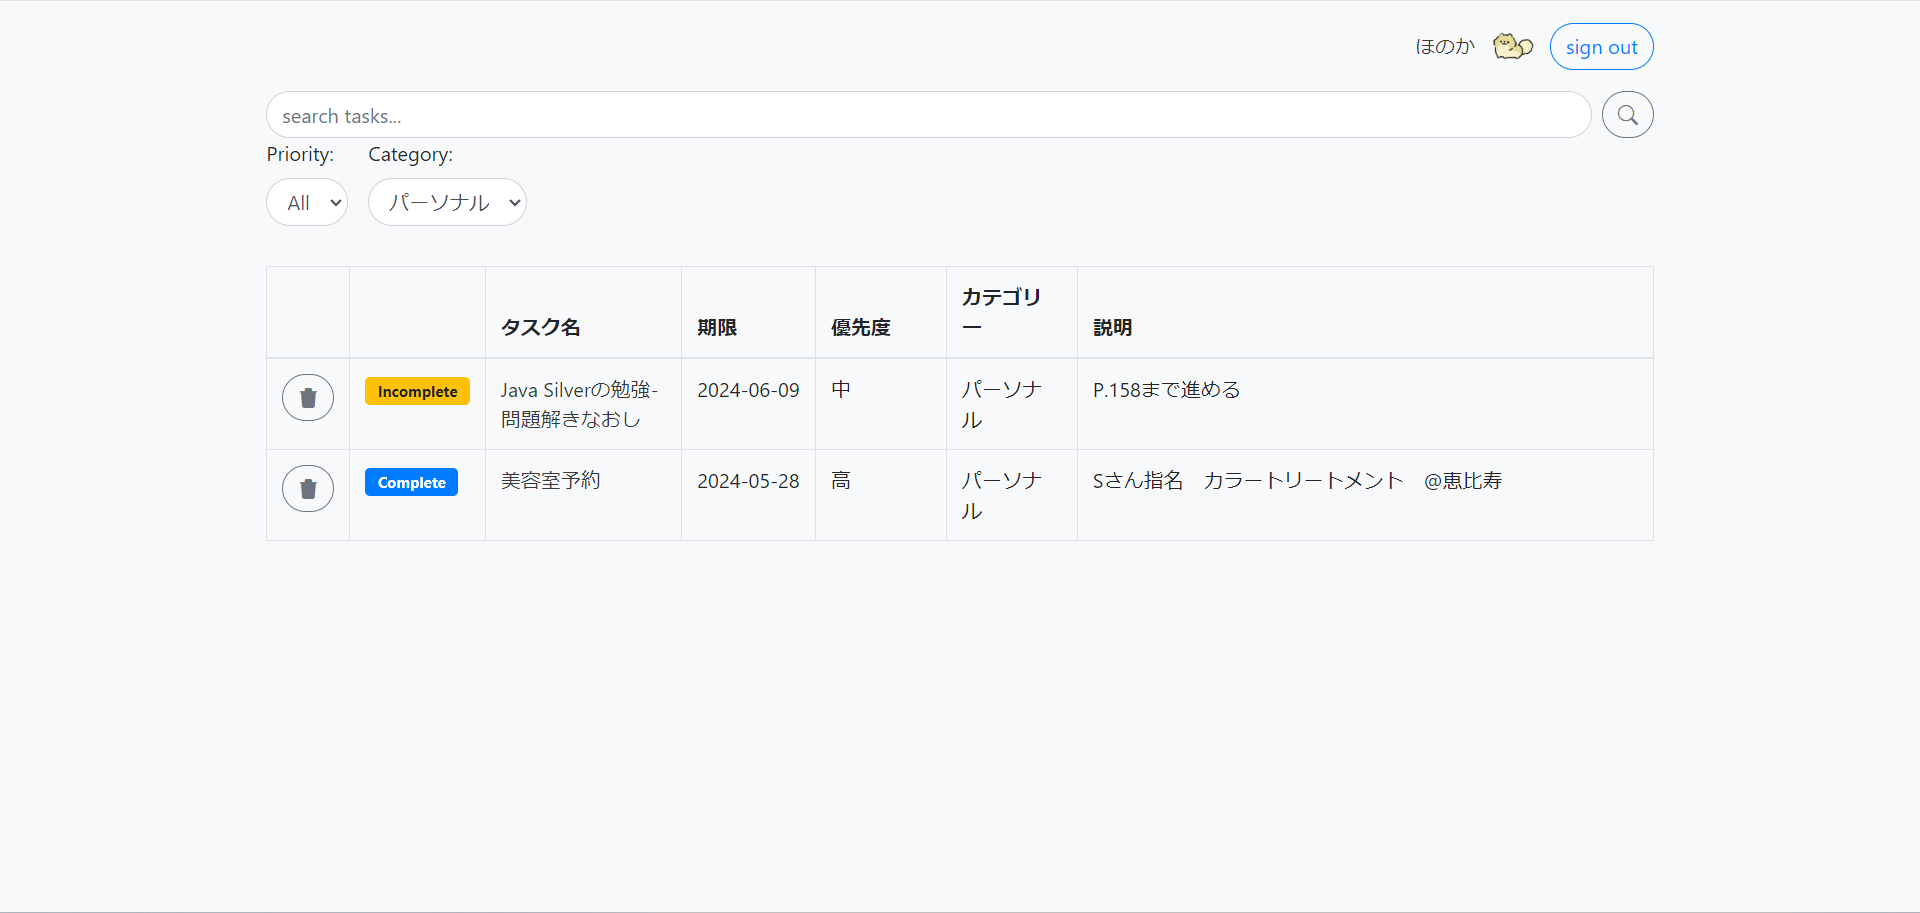 ほのか sign out
search tasks...
Priority: Category:
All パーソナル
タスク名 期限 優先度 カテゴリ
ー 説明
Incomplete Java Silverの勉強- 2024-06-09 中 パーソナ P.158まで進める
問題解きなおし ル
Complete 美容室予約 2024-05-28 高 パーソナ Sさん指名　カラートリートメント　@恵比寿
ル